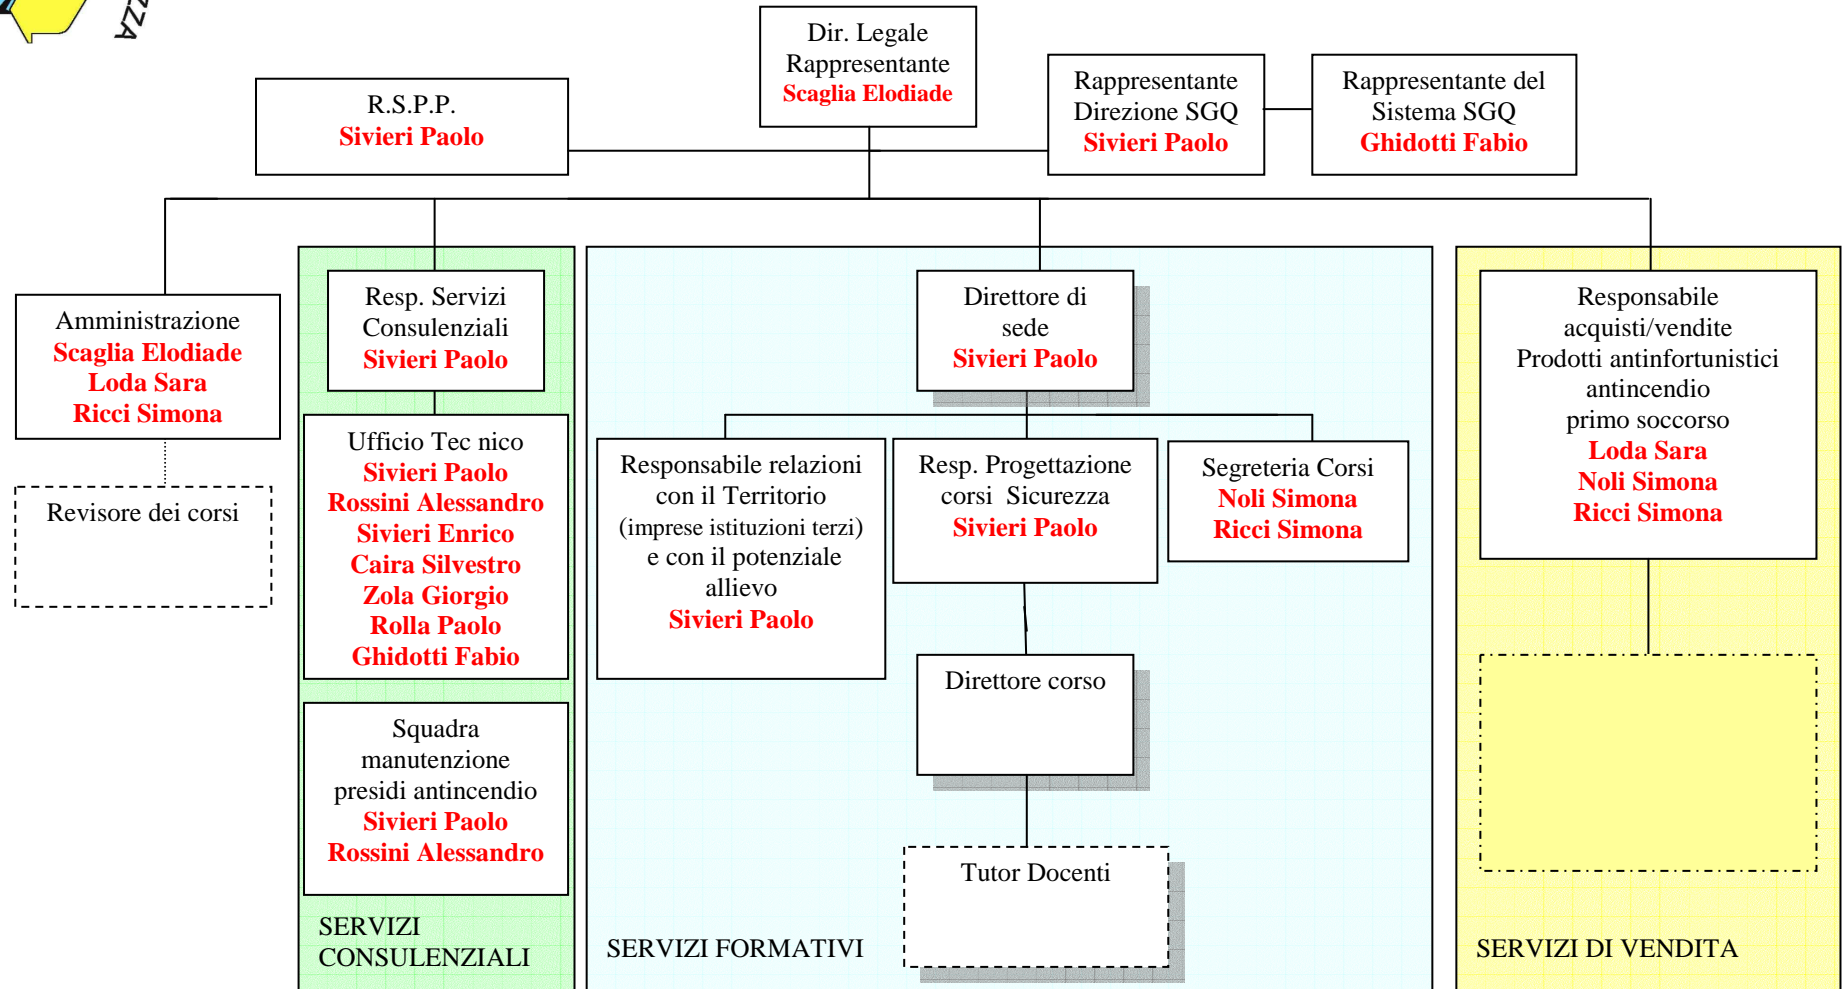 ZZA
Dir. Legale
Rappresentante
Scaglia Elodiade
R.S.P.P.
Sivieri Paolo
Rappresentante
Direzione SGQ
Sivieri Paolo
Rappresentante del
Sistema SGQ
Ghidotti Fabio
Amministrazione
Scaglia Elodiade
Loda Sara
Ricci Simona
Revisore dei corsi
Resp. Servizi
Consulenziali
Sivieri Paolo
Ufficio Tec nico
Sivieri Paolo
Rossini Alessandro
Sivieri Enrico
Caira Silvestro
Zola Giorgio
Rolla Paolo
Ghidotti Fabio
Squadra
manutenzione
presidi antincendio
Sivieri Paolo
Rossini Alessandro
SERVIZI
CONSULENZIALI
Direttore di
sede
Sivieri Paolo
Responsabile relazioni
con il Territorio
(imprese istituzioni terzi)
e con il potenziale
allievo
Sivieri Paolo
Resp. Progettazione
corsi  Sicurezza
Sivieri Paolo
Segreteria Corsi
Noli Simona
Ricci Simona
Direttore corso
Tutor Docenti
SERVIZI FORMATIVI
Responsabile
acquisti/vendite
Prodotti antinfortunistici
antincendio
primo soccorso
Loda Sara
Noli Simona
Ricci Simona
SERVIZI DI VENDITA